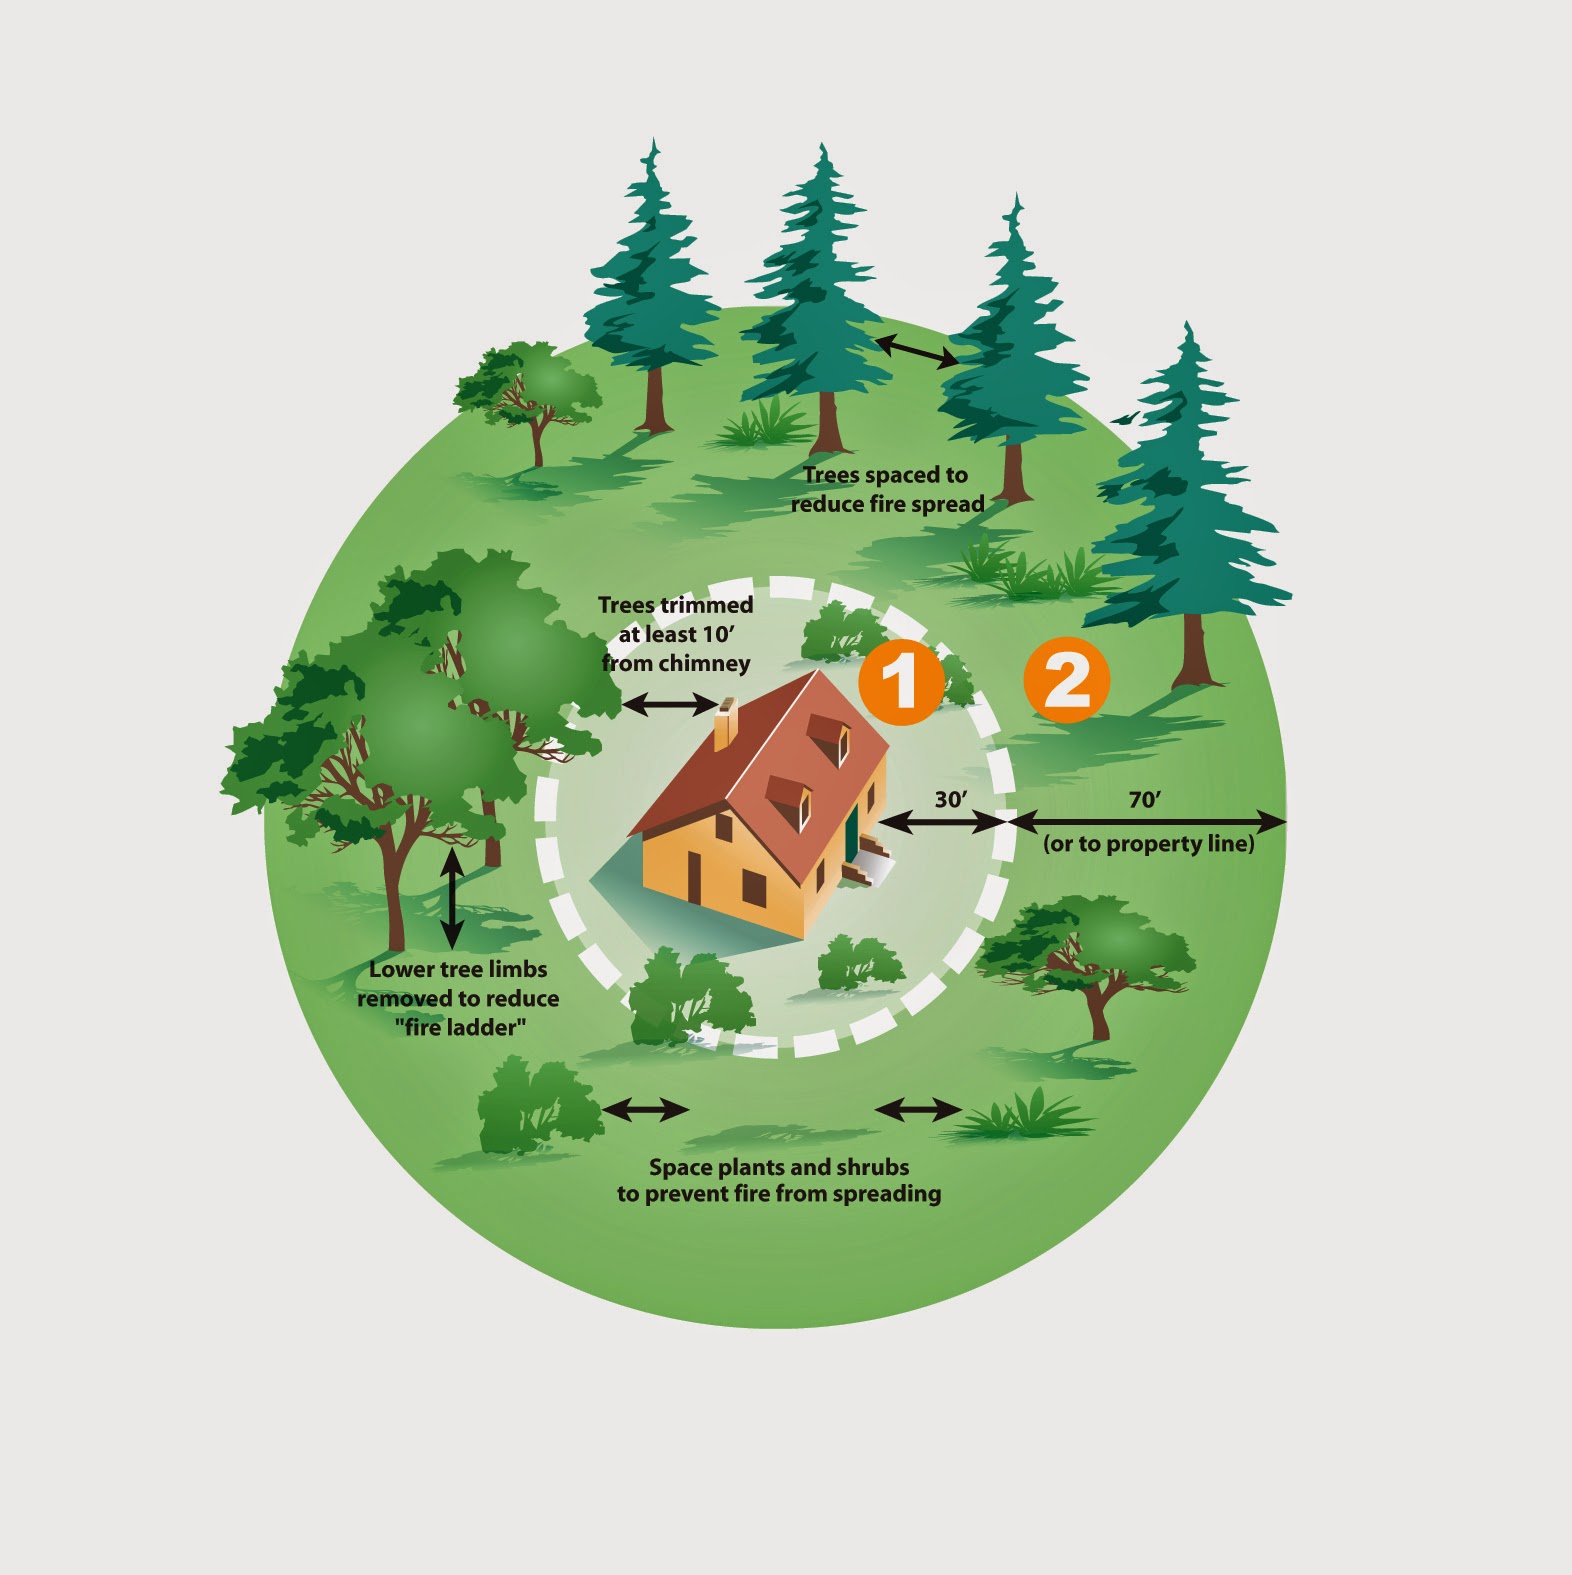 Trees spaced to
reduce fire spread
Trees trimmed
at least 10′
from chimney
1
2
30′
70′
(or to property line)
Lower tree limbs
removed to reduce
"fire ladder"
Space plants and shrubs
to prevent fire from spreading